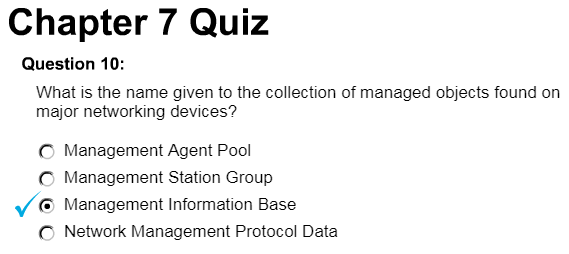 Chapter 7 Quiz
Question 10:
What is the name given to the collection of managed objects found on
major networking devices?
Management Agent Pool
Management Station Group
Management Information Base
Network Management Protocol Data